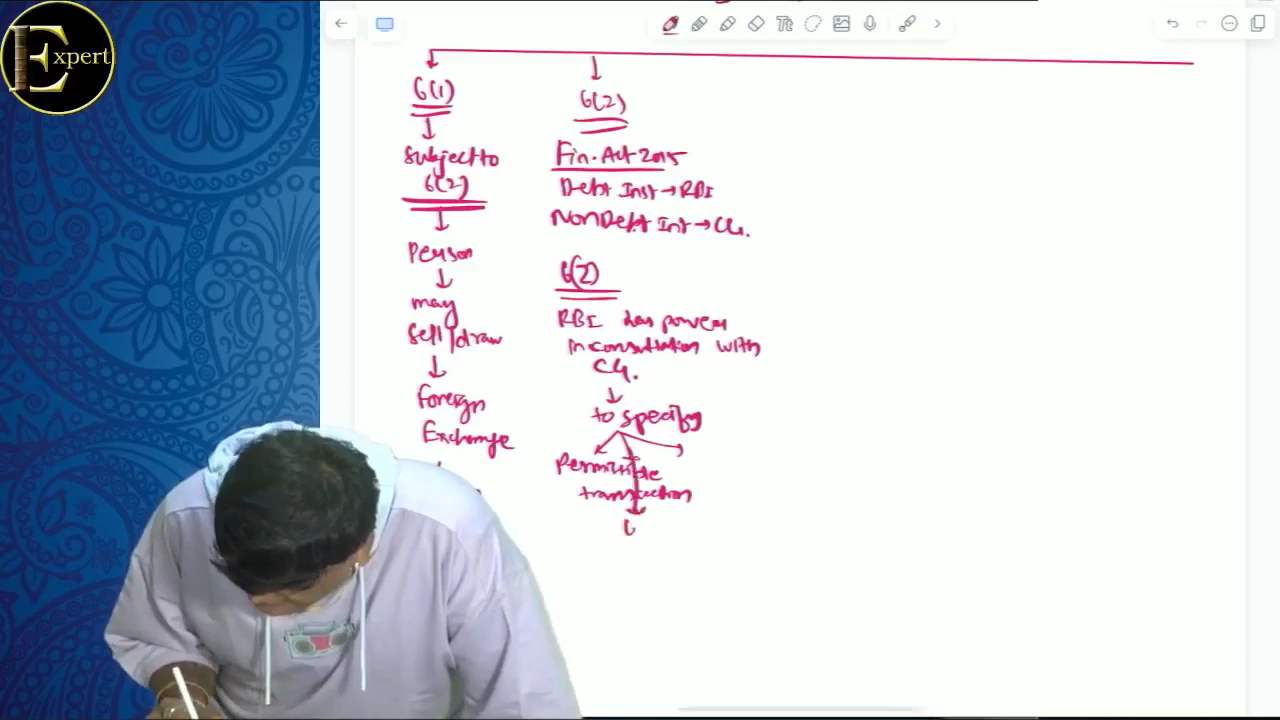 Expert
6(1)
Subject to
6(2)
Person
may
Sell/draw
Foreign
Exchange
6(2)
Fin. Act 2015
Debt Inst → RBI
Non Debt Int → CG.
6(2)
RBI has power
in consultation with
CG.
to specify
Permissible
transaction